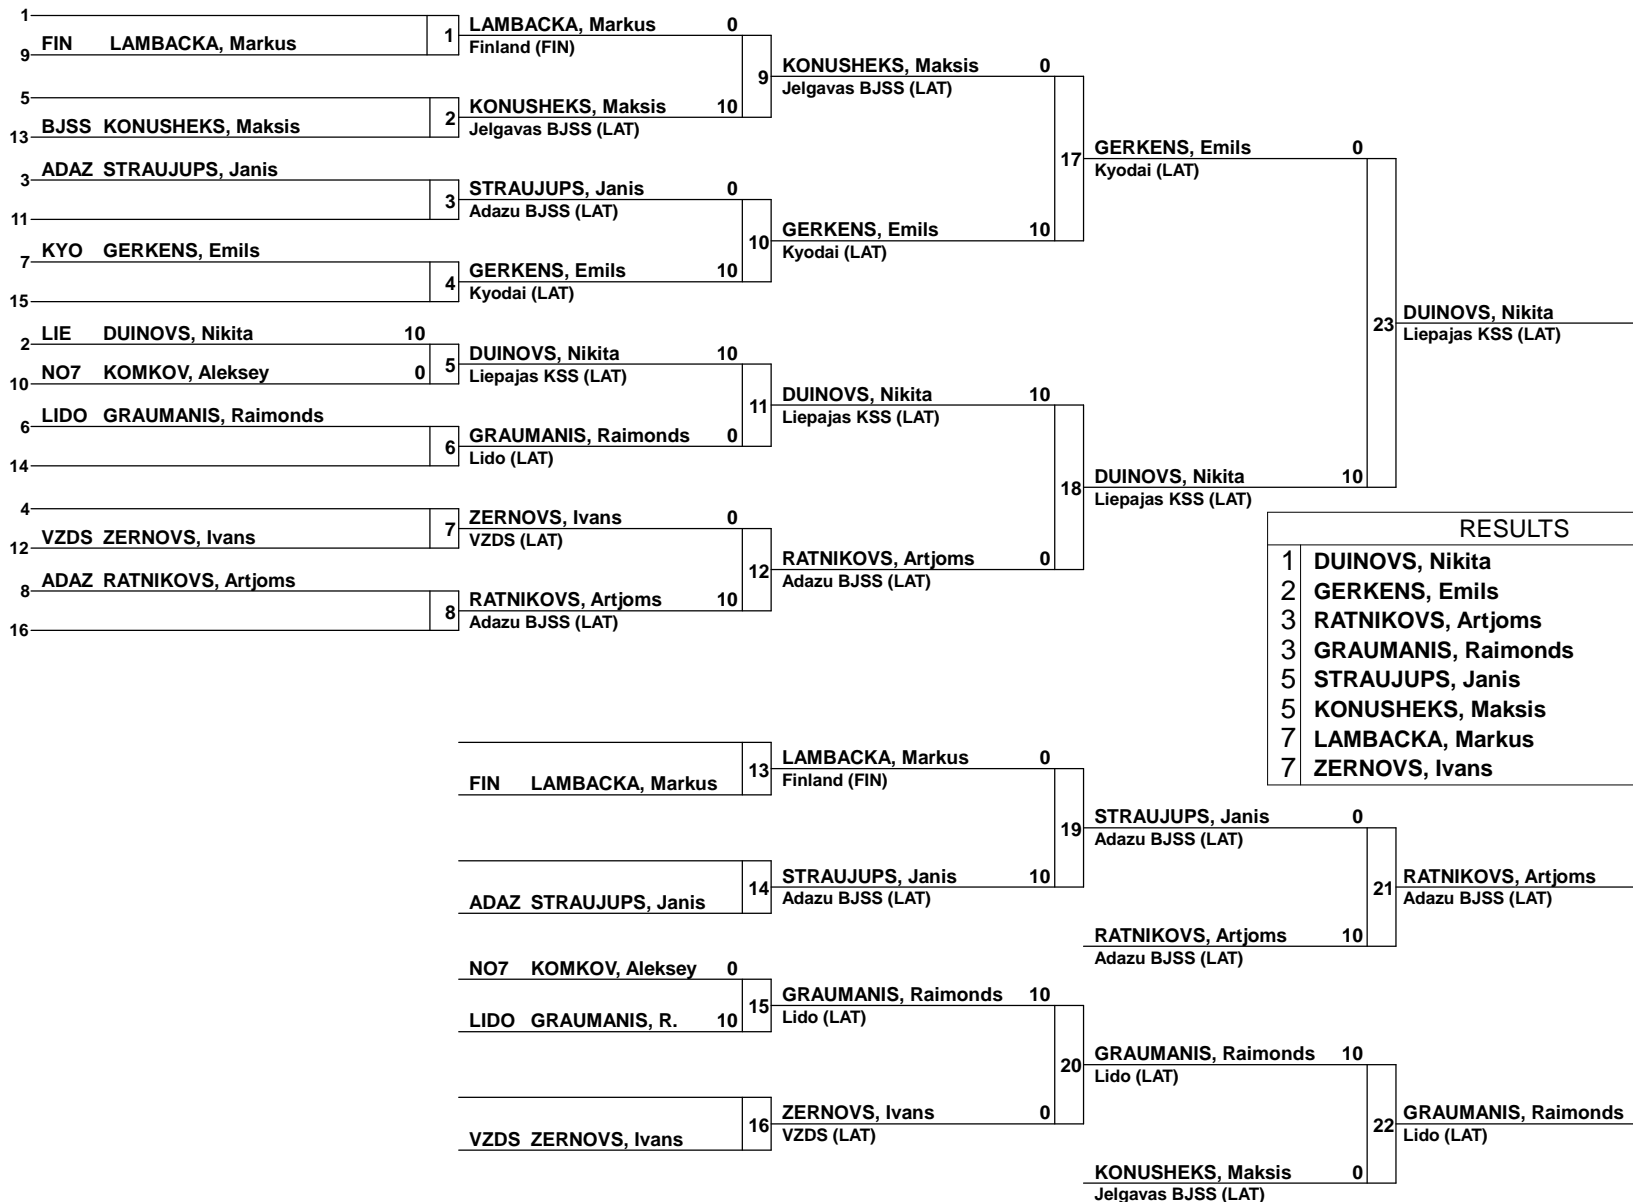 1
FIN LAMBACKA, Markus
9
1
LAMBACKA, Markus 0
Finland (FIN)
5
BJSS KONUSHEKS, Maksis
13
2
KONUSHEKS, Maksis 10
Jelgavas BJSS (LAT)
9
KONUSHEKS, Maksis 0
Jelgavas BJSS (LAT)
3
ADAZ STRAUJUPS, Janis
11
3
STRAUJUPS, Janis 0
Adazu BJSS (LAT)
7
KYO GERKENS, Emils
15
4
GERKENS, Emils 10
Kyodai (LAT)
10
GERKENS, Emils 10
Kyodai (LAT)
17
GERKENS, Emils 0
Kyodai (LAT)
2
LIE DUINOVS, Nikita 10
NO7 KOMKOV, Aleksey 0
10
5
DUINOVS, Nikita 10
Liepajas KSS (LAT)
6
LIDO GRAUMANIS, Raimonds
14
6
GRAUMANIS, Raimonds 0
Lido (LAT)
11
DUINOVS, Nikita 10
Liepajas KSS (LAT)
4
VZDS ZERNOVS, Ivans
12
7
ZERNOVS, Ivans 0
VZDS (LAT)
8
ADAZ RATNIKOVS, Artjoms
16
8
RATNIKOVS, Artjoms 10
Adazu BJSS (LAT)
12
RATNIKOVS, Artjoms 0
Adazu BJSS (LAT)
18
DUINOVS, Nikita 10
Liepajas KSS (LAT)
23
DUINOVS, Nikita
Liepajas KSS (LAT)
RESULTS
1 DUINOVS, Nikita
2 GERKENS, Emils
3 RATNIKOVS, Artjoms
3 GRAUMANIS, Raimonds
5 STRAUJUPS, Janis
5 KONUSHEKS, Maksis
7 LAMBACKA, Markus
7 ZERNOVS, Ivans
FIN LAMBACKA, Markus
13
LAMBACKA, Markus 0
Finland (FIN)
ADAZ STRAUJUPS, Janis
14
STRAUJUPS, Janis 10
Adazu BJSS (LAT)
19
STRAUJUPS, Janis 0
Adazu BJSS (LAT)
RATNIKOVS, Artjoms 10
Adazu BJSS (LAT)
21
RATNIKOVS, Artjoms
Adazu BJSS (LAT)
NO7 KOMKOV, Aleksey 0
LIDO GRAUMANIS, R. 10
15
GRAUMANIS, Raimonds 10
Lido (LAT)
VZDS ZERNOVS, Ivans
16
ZERNOVS, Ivans 0
VZDS (LAT)
20
GRAUMANIS, Raimonds 10
Lido (LAT)
KONUSHEKS, Maksis 0
Jelgavas BJSS (LAT)
22
GRAUMANIS, Raimonds
Lido (LAT)